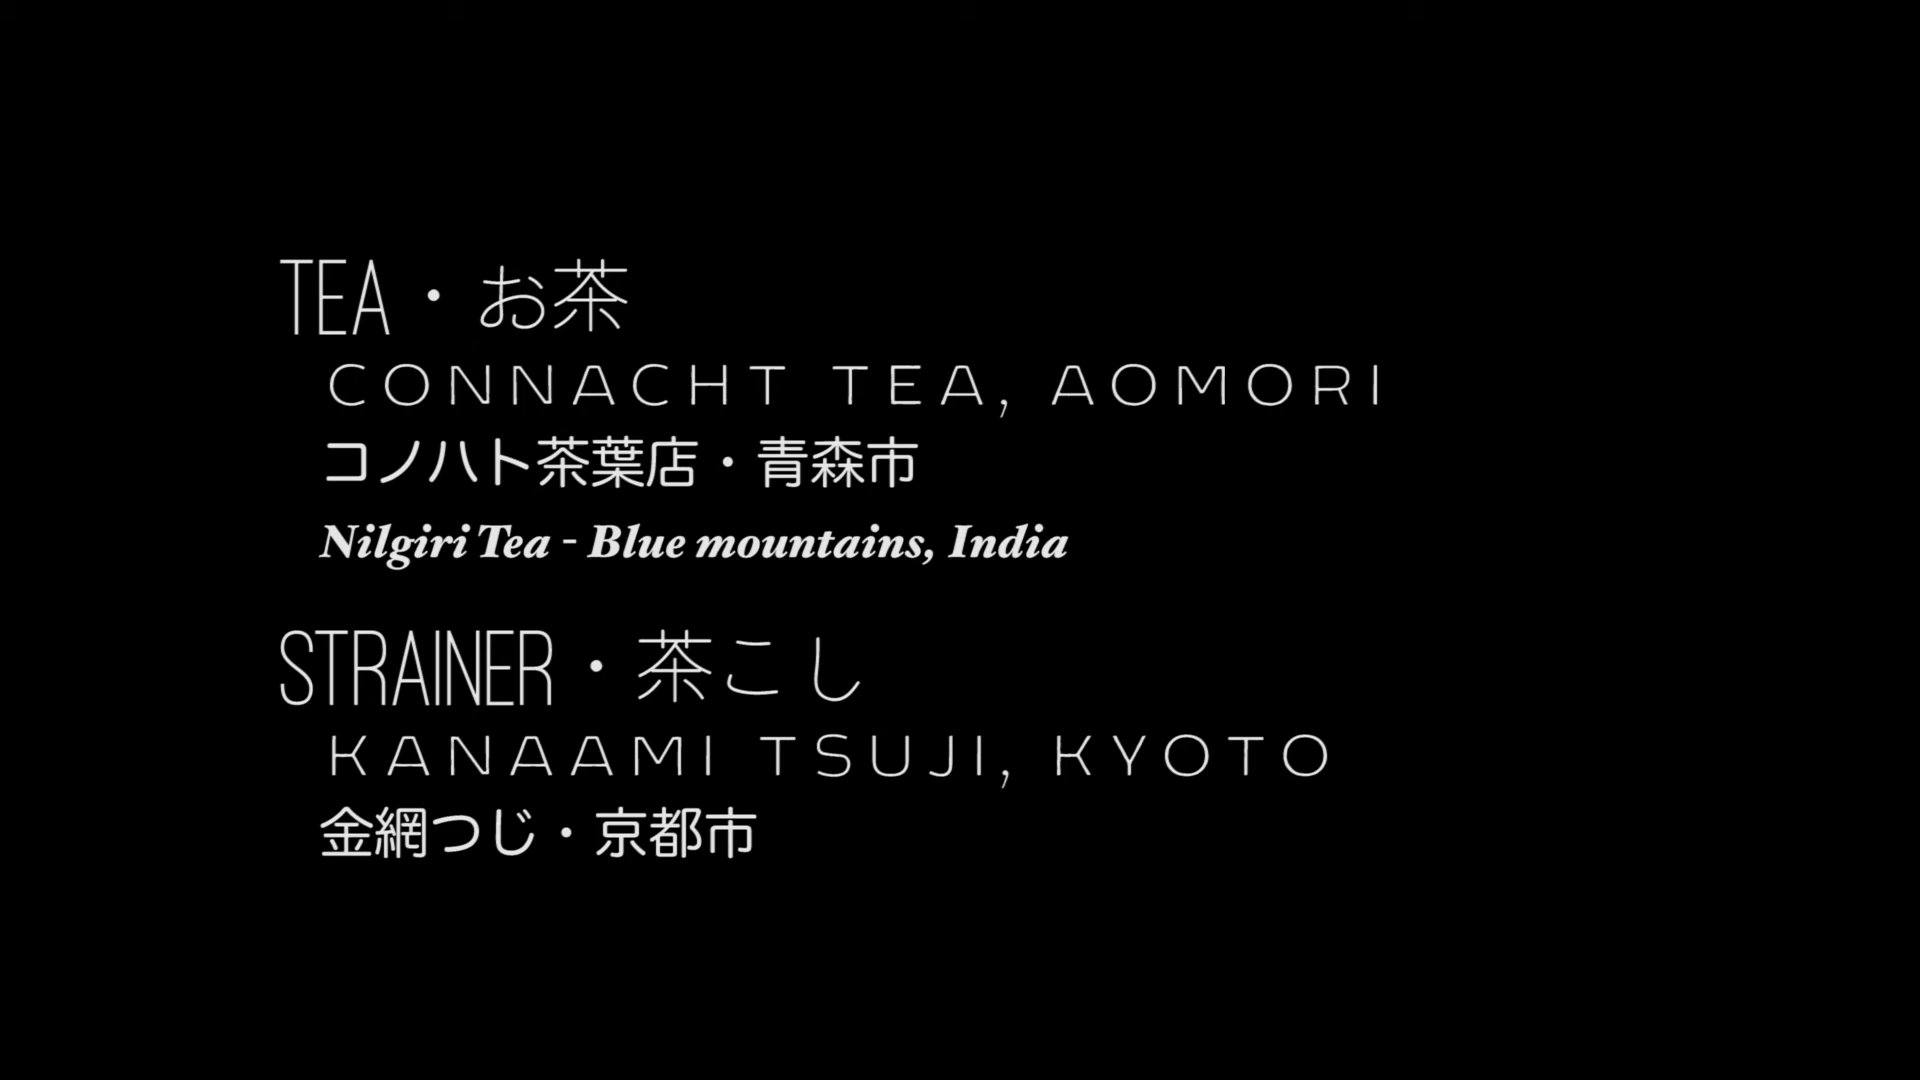 TEA・お茶
CONNACHT TEA, AOMORI
コノハト茶葉店・青森市
Nilgiri Tea - Blue mountains, India
STRAINER・茶こし
KANAAMI TSUJI, KYOTO
金網つじ・京都市